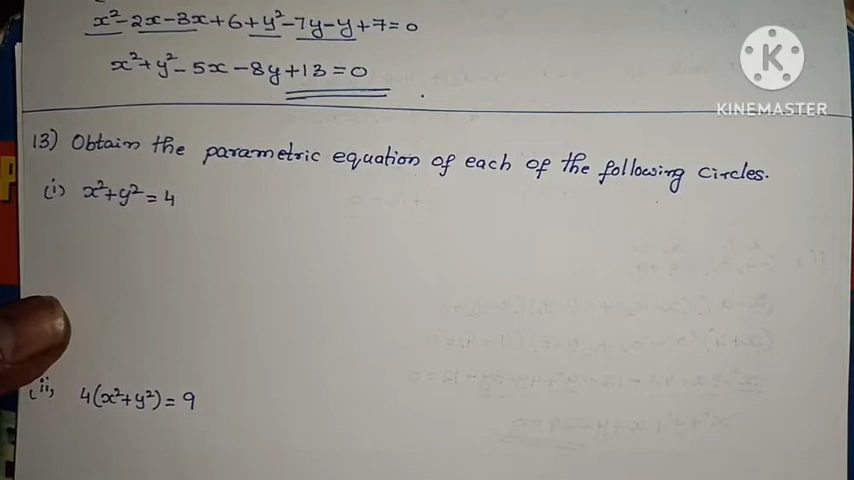 x² - 2x - 3x + 6 + y² - 7y - y + 7 = 0
x² + y² - 5x - 8y + 13 = 0
KINEMASTER
13) Obtain the parametric equation of each of the following circles.
(i) x² + y² = 4
(ii) 4(x² + y²) = 9